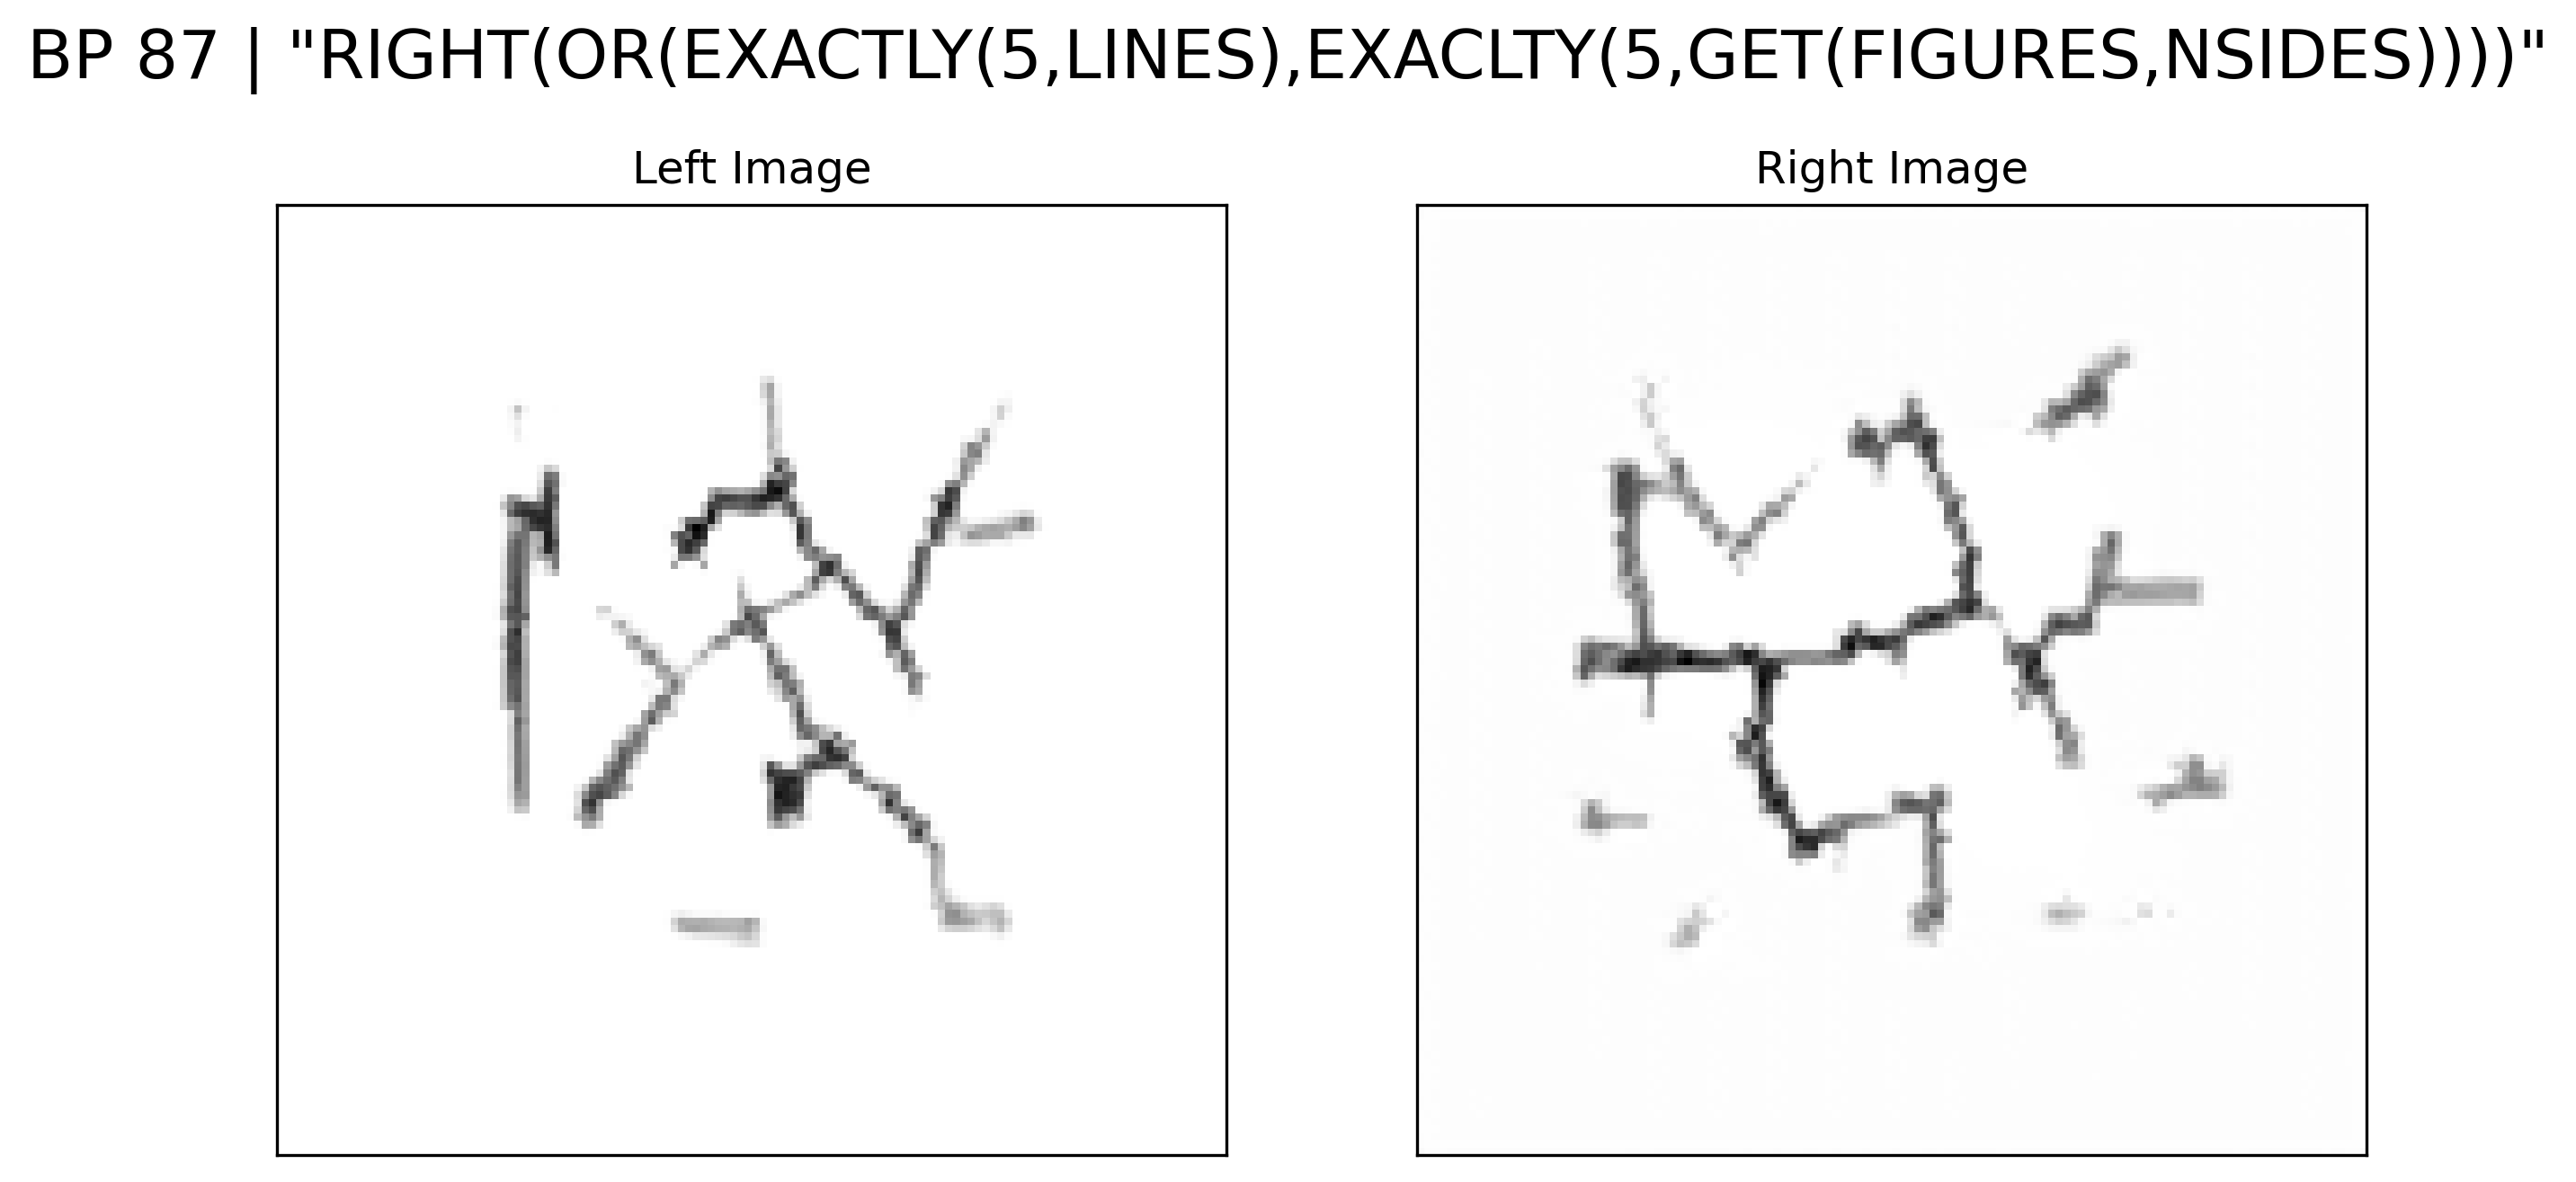 BP 87 | "RIGHT(OR(EXACTLY(5,LINES),EXACLTY(5,GET(FIGURES,NSIDES))))"
Left Image
Right Image